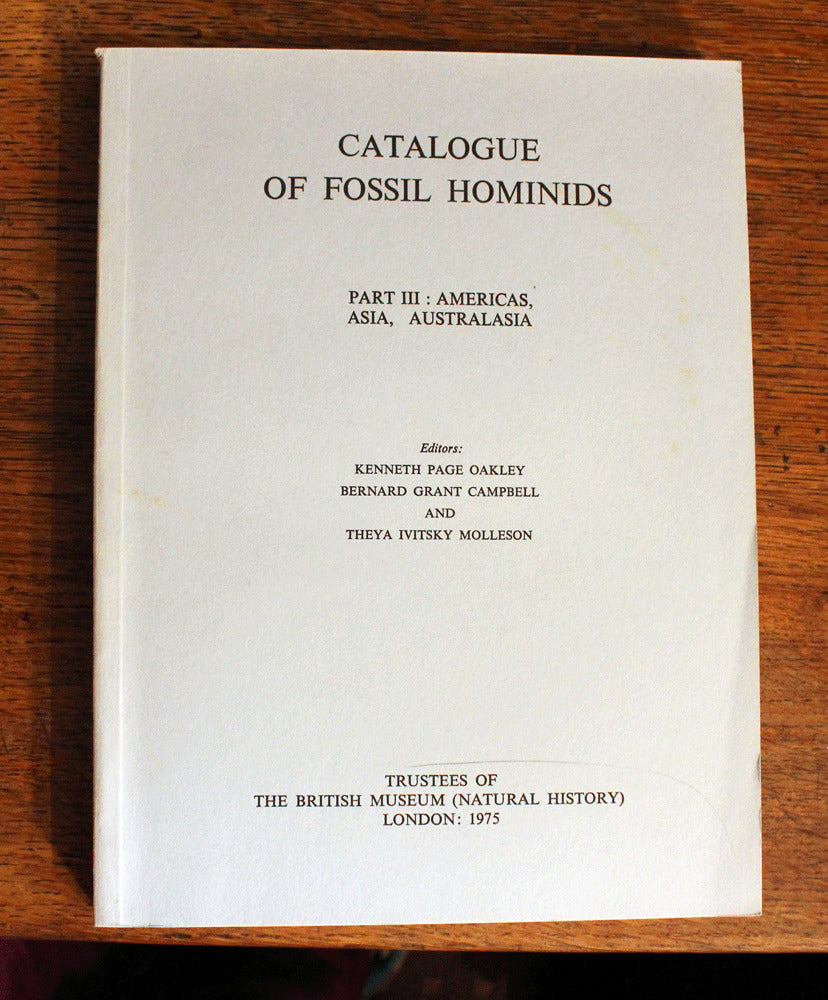 CATALOGUE
OF FOSSIL HOMINIDS
PART III : AMERICAS,
ASIA, AUSTRALASIA
Editors:
KENNETH PAGE OAKLEY
BERNARD GRANT CAMPBELL
AND
THEYA IVITSKY MOLLESON
TRUSTEES OF
THE BRITISH MUSEUM (NATURAL HISTORY)
LONDON: 1975